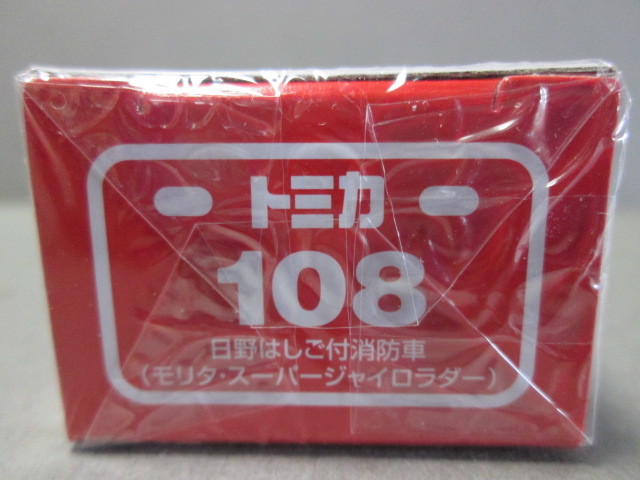 トミカ
108
日野はしご付消防車
(モリタ・スーパージャイロラダー)